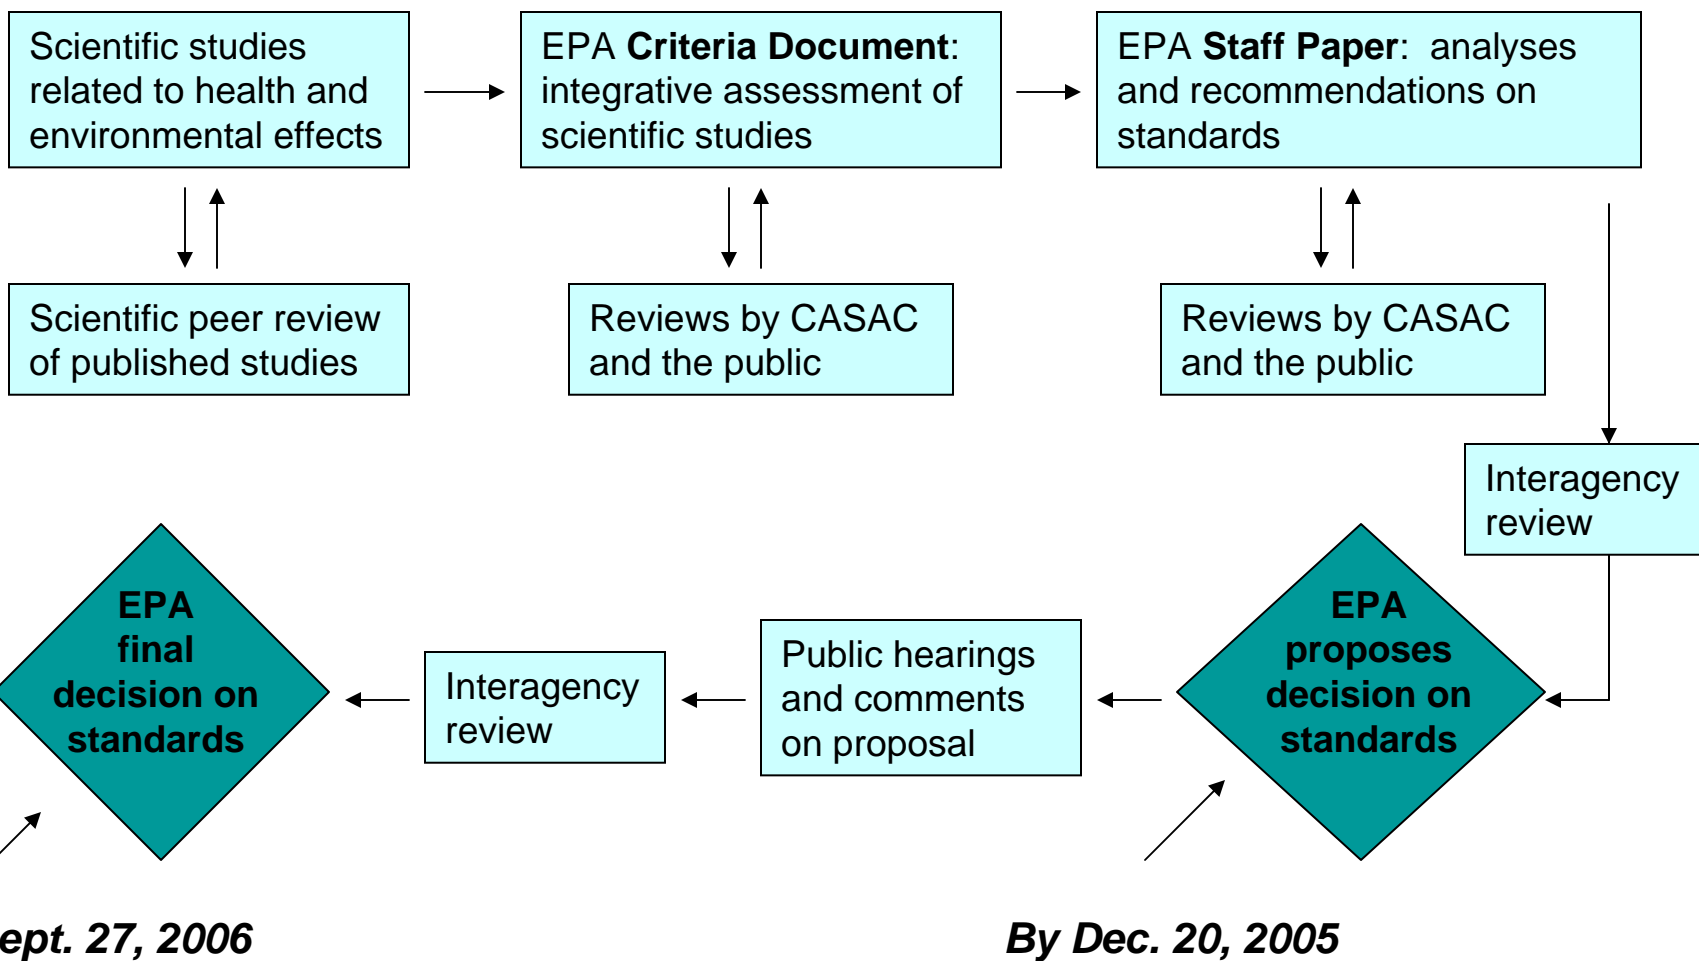 Scientific studies
related to health and
environmental effects
EPA Criteria Document:
integrative assessment of
scientific studies
EPA Staff Paper: analyses
and recommendations on
standards
Scientific peer review
of published studies
Reviews by CASAC
and the public
Reviews by CASAC
and the public
Interagency
review
EPA
proposes
decision on
standards
Public hearings
and comments
on proposal
Interagency
review
EPA
final
decision on
standards
ept. 27, 2006
By Dec. 20, 2005